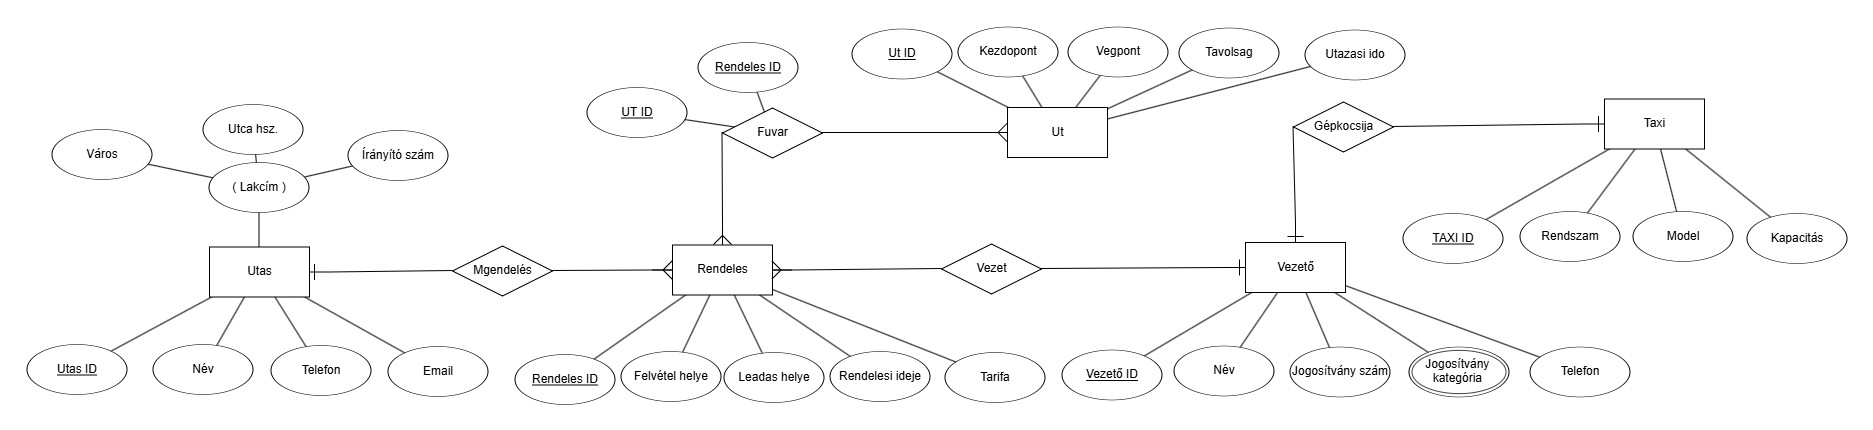 Ut ID
Kezdopont
Vegpont
Tavolsag
Utazasi ido
Rendeles ID
UT ID
Fuvar
Ut
Gépkocsija
Taxi
Utca hsz.
Város
Írányító szám
( Lakcím )
TAXI ID
Rendszam
Model
Kapacitás
Utas
Mgendelés
Rendeles
Vezet
Vezető
Utas ID
Név
Telefon
Email
Rendeles ID
Felvétel helye
Leadas helye
Rendelesi ideje
Tarifa
Vezető ID
Név
Jogosítvány szám
Jogosítvány
kategória
Telefon